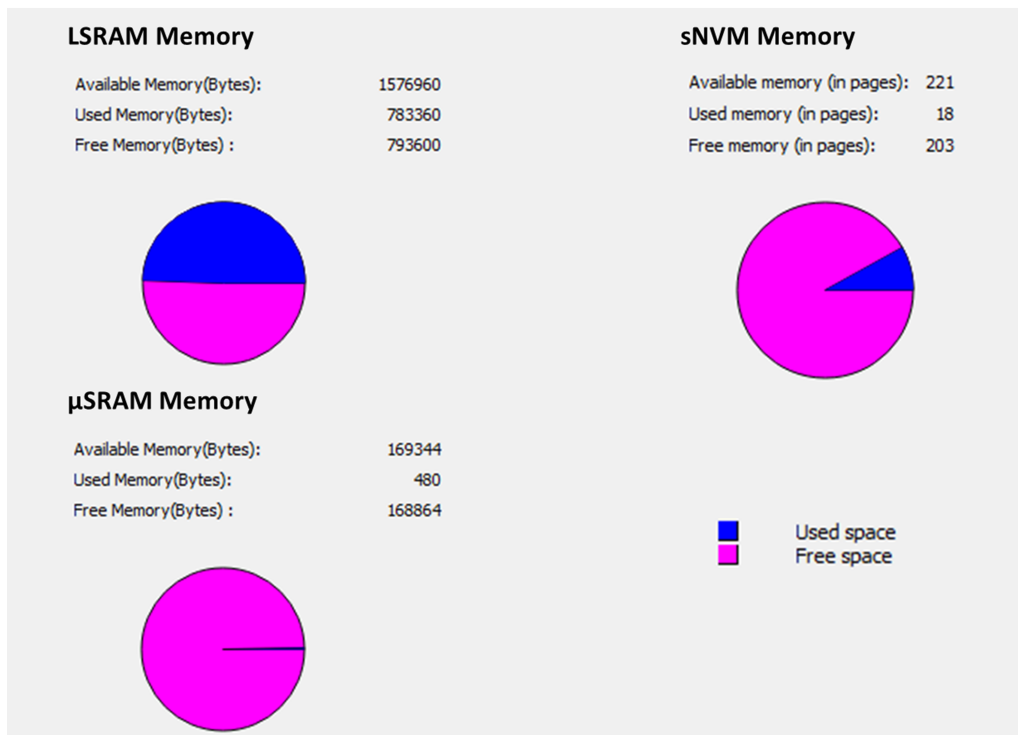 LSRAM Memory
Available Memory(Bytes): 1576960
Used Memory(Bytes): 783360
Free Memory(Bytes) : 793600
sNVM Memory
Available memory (in pages): 221
Used memory (in pages): 18
Free memory (in pages): 203
µSRAM Memory
Available Memory(Bytes): 169344
Used Memory(Bytes): 480
Free Memory(Bytes) : 168864
Used space
Free space